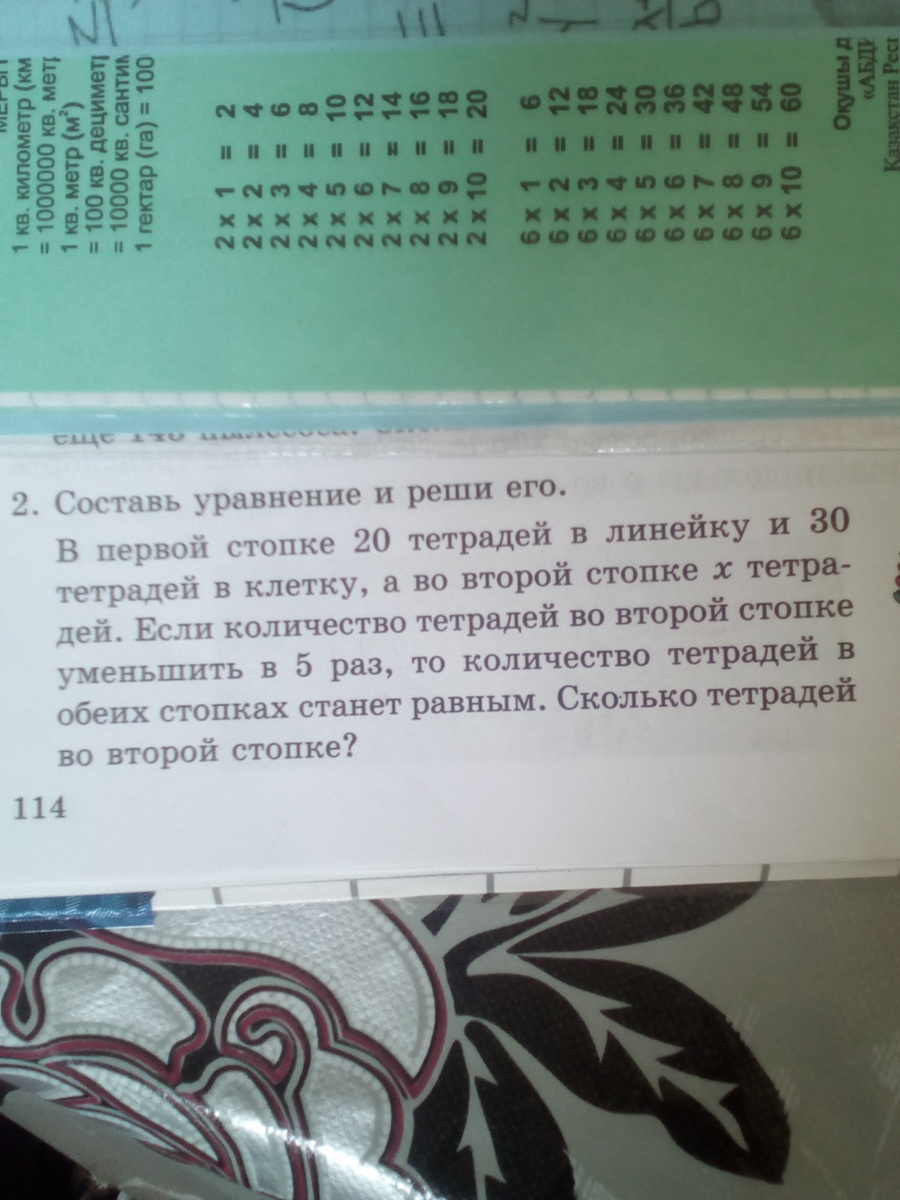 1 кв. километр (км
= 1000000 кв. мет
1 кв. метр (м²)
= 100 кв. дециметр
= 10000 кв. сантим
1 гектар (га) = 100
2 x 1 = 2
2 x 2 = 4
2 x 3 = 6
2 x 4 = 8
2 x 5 = 10
2 x 6 = 12
2 x 7 = 14
2 x 8 = 16
2 x 9 = 18
2 x 10 = 20
6 x 1 = 6
6 x 2 = 12
6 x 3 = 18
6 x 4 = 24
6 x 5 = 30
6 x 6 = 36
6 x 7 = 42
6 x 8 = 48
6 x 9 = 54
6 x 10 = 60
Окушы д
«АБДИ
Казахстан Рес
2. Составь уравнение и реши его.
В первой стопке 20 тетрадей в линейку и 30
тетрадей в клетку, а во второй стопке x тетра-
дей. Если количество тетрадей во второй стопке
уменьшить в 5 раз, то количество тетрадей в
обеих стопках станет равным. Сколько тетрадей
во второй стопке?
114